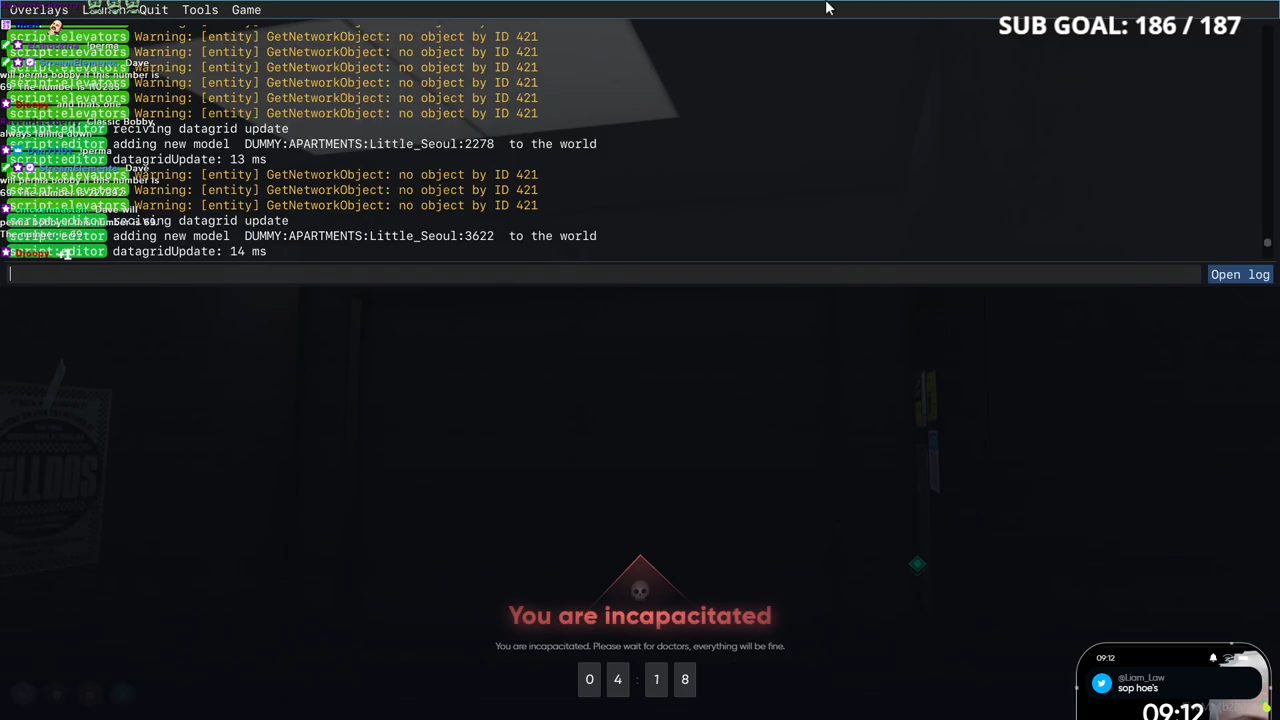 Overlays Quit Tools Game
SUB GOAL: 186 / 187
script:elevators Warning: [entity] GetNetworkObject: no object by ID 421
script:elevators Warning: [entity] GetNetworkObject: no object by ID 421
script:elevators Warning: [entity] GetNetworkObject: no object by ID 421
script:elevators Warning: [entity] GetNetworkObject: no object by ID 421
script:elevators Warning: [entity] GetNetworkObject: no object by ID 421
script:elevators Warning: [entity] GetNetworkObject: no object by ID 421
script:editor reciving datagrid update
script:editor adding new model DUMMY:APARTMENTS:Little_Seoul:2278 to the world
script:editor datagridUpdate: 13 ms
script:elevators Warning: [entity] GetNetworkObject: no object by ID 421
script:elevators Warning: [entity] GetNetworkObject: no object by ID 421
script:elevators Warning: [entity] GetNetworkObject: no object by ID 421
script:editor reciving datagrid update
script:editor adding new model DUMMY:APARTMENTS:Little_Seoul:3622 to the world
script:editor datagridUpdate: 14 ms
+1
Open log
You are incapacitated
You are incapacitated. Please wait for doctors, everything will be fine.
0 4 : 1 8
09:12
@Liam_Law
sop hoe's
09:12